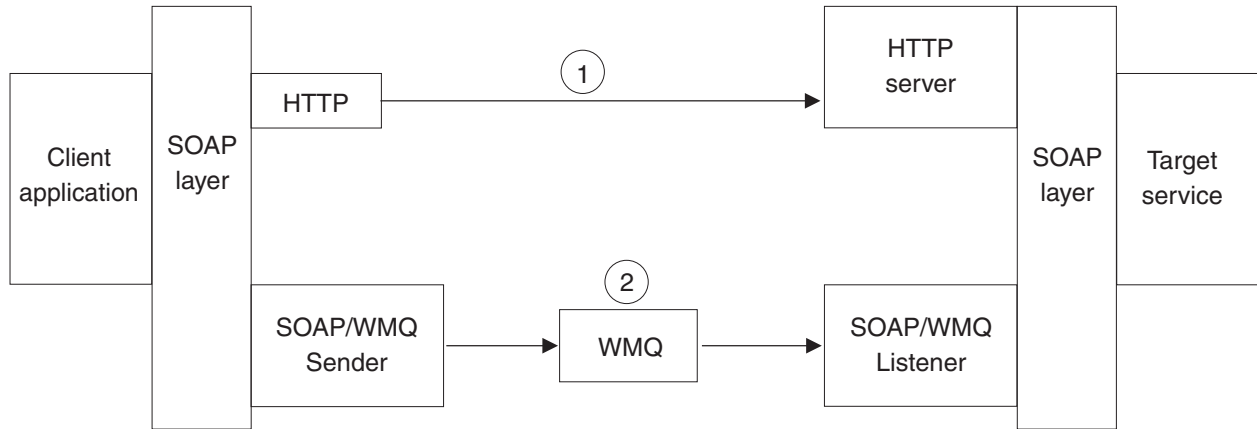 Client
application
SOAP
layer
HTTP
1
HTTP
server
SOAP
layer
Target
service
SOAP/WMQ
Sender
2
WMQ
SOAP/WMQ
Listener